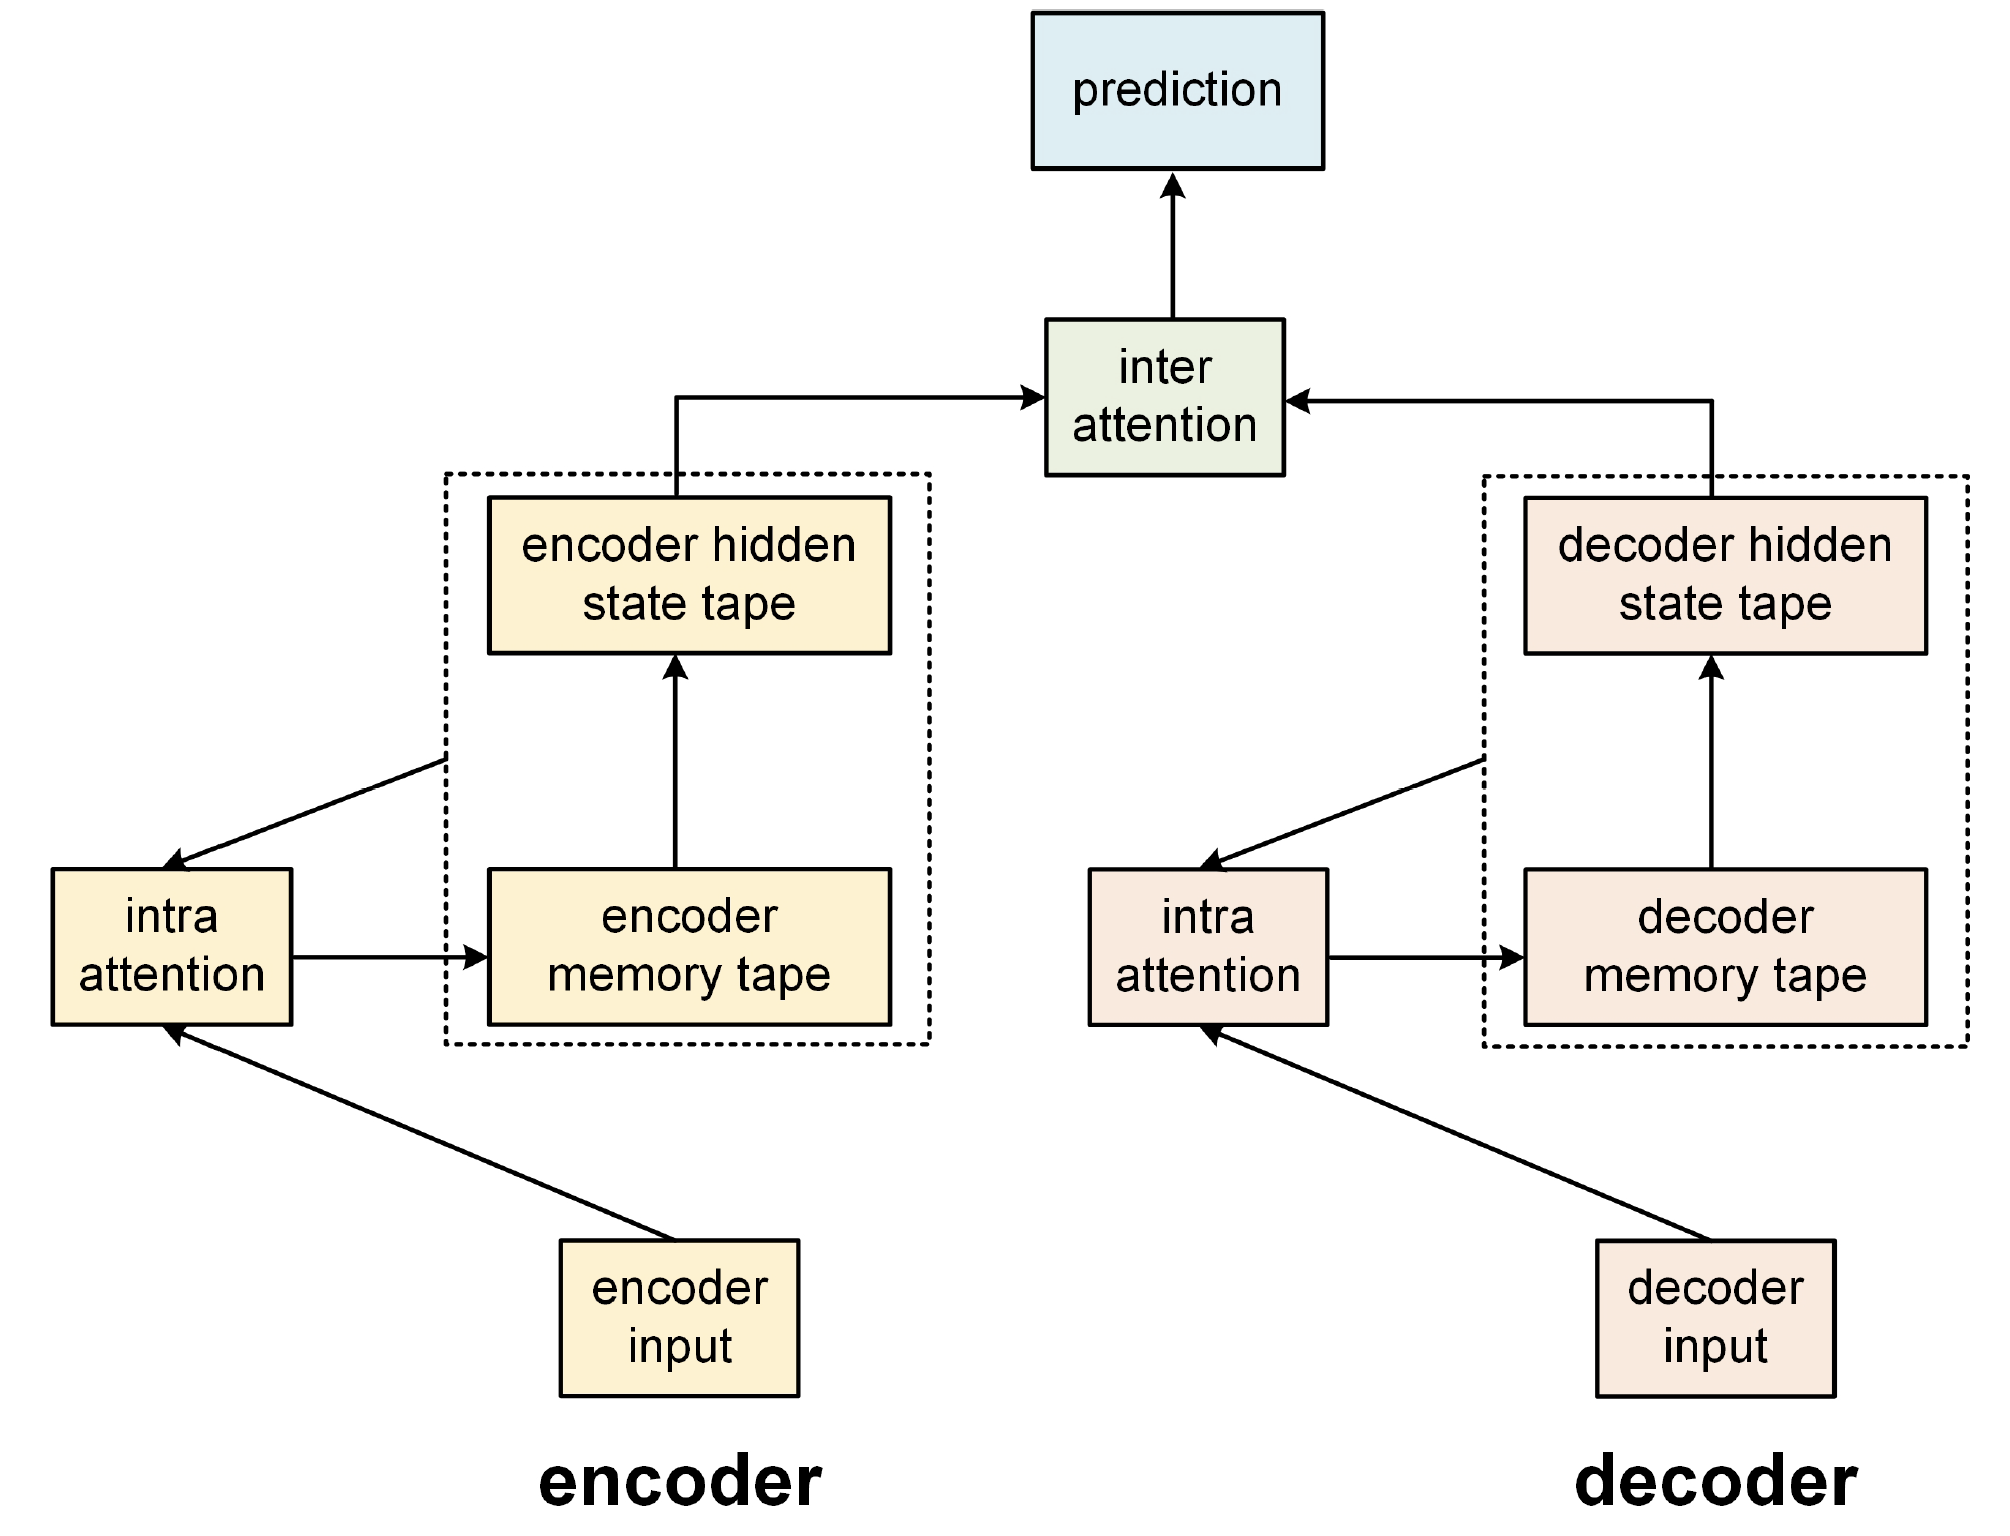 prediction
inter
attention
encoder hidden
state tape
decoder hidden
state tape
intra
attention
encoder
memory tape
intra
attention
decoder
memory tape
encoder
input
decoder
input
encoder
decoder